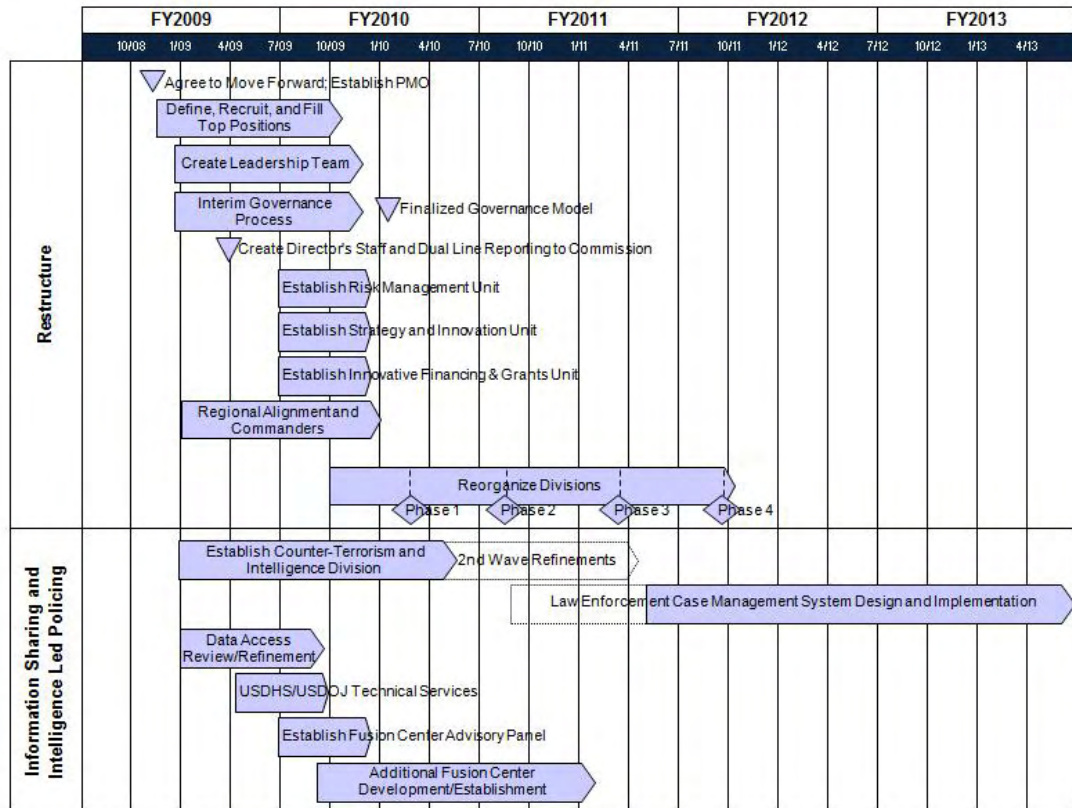 FY2009 FY2010 FY2011 FY2012 FY2013
10/08 1/09 4/09 7/09 10/09 1/10 4/10 7/10 10/10 1/11 4/11 7/11 10/11 1/12 4/12 7/12 10/12 1/13 4/13
Restructure
Agree to Move Forward; Establish PMO
Define, Recruit, and Fill
Top Positions
Create Leadership Team
Interim Governance
Process
Finalized Governance Model
Create Director's Staff and Dual Line Reporting to Commission
Establish Risk Management Unit
Establish Strategy and Innovation Unit
Establish Innovative Financing & Grants Unit
Regional Alignment and
Commanders
Reorganize Divisions
Phase 1 Phase 2 Phase 3 Phase 4
Information Sharing and
Intelligence Led Policing
Establish Counter-Terrorism and
Intelligence Division
2nd Wave Refinements
Law Enforcement Case Management System Design and Implementation
Data Access
Review/Refinement
USDHS/USDOJ Technical Services
Establish Fusion Center Advisory Panel
Additional Fusion Center
Development/Establishment